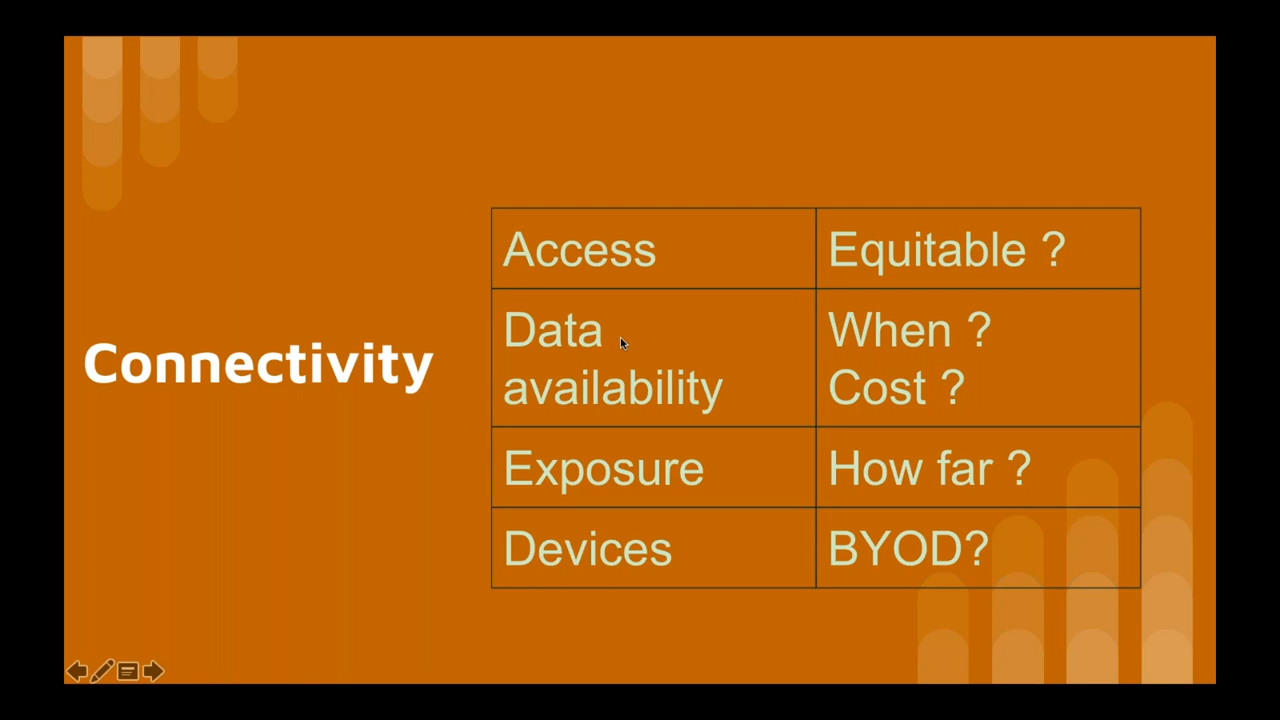 Connectivity
Access
Equitable ?
Data
availability
When ?
Cost ?
Exposure
How far ?
Devices
BYOD?